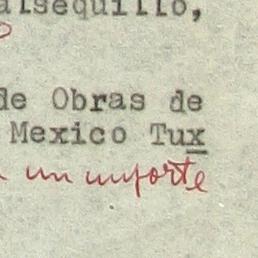 alsequillo,
de Obras de
Mexico Tux
un importe